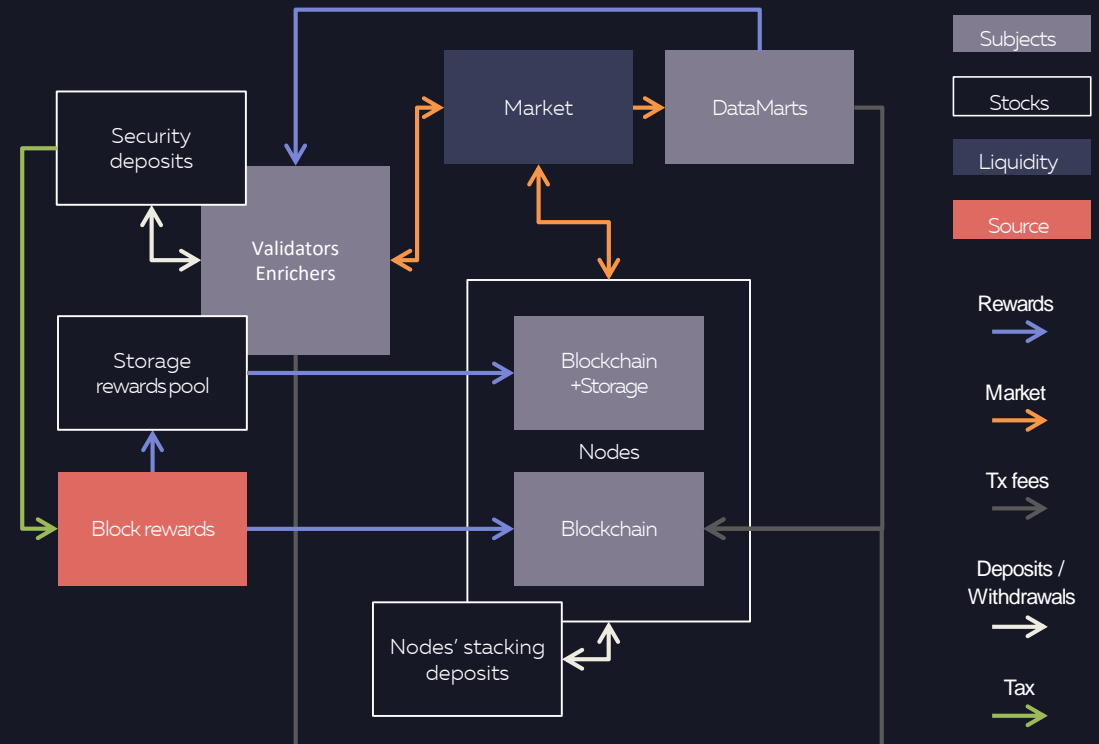 Security
deposits
Market
DataMarts
Validators
Enrichers
Storage
rewards pool
Blockchain
+Storage
Nodes
Block rewards
Blockchain
Nodes' stacking
deposits
Subjects
Stocks
Liquidity
Source
Rewards
Market
Tx fees
Deposits /
Withdrawals
Tax